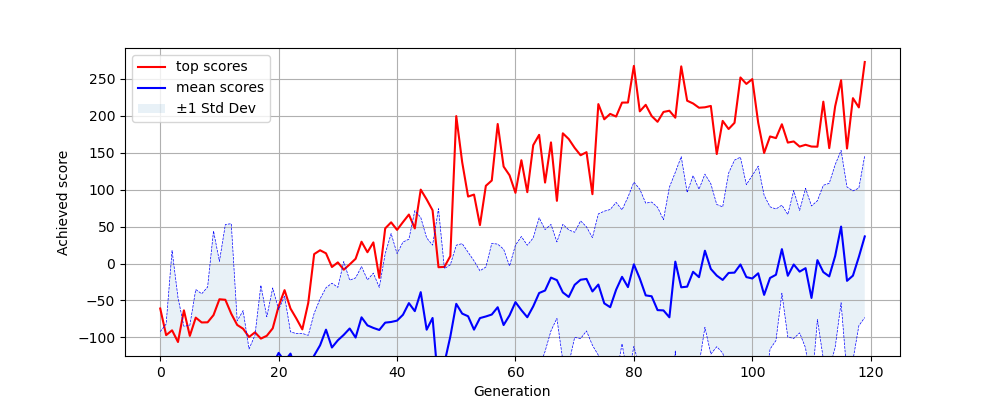 top scores
mean scores
±1 Std Dev
Achieved score
250
200
150
100
50
0
−50
−100
0 20 40 60 80 100 120
Generation